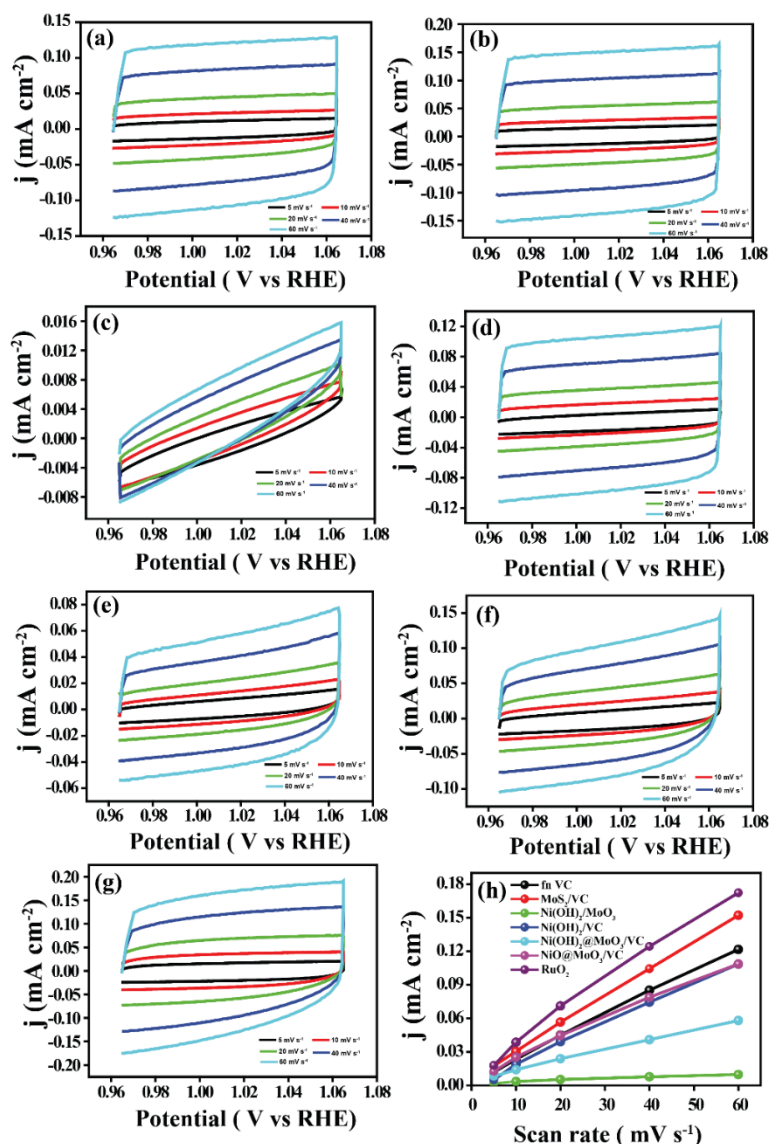 (a)
j (mA cm⁻²)
0.15
0.10
0.05
0.00
-0.05
-0.10
-0.15
5 mV s⁻¹ 10 mV s⁻¹
20 mV s⁻¹ 40 mV s⁻¹
60 mV s⁻¹
0.96 0.98 1.00 1.02 1.04 1.06 1.08
Potential ( V vs RHE)
(b)
j (mA cm⁻²)
0.20
0.15
0.10
0.05
0.00
-0.05
-0.10
-0.15
5 mV s⁻¹ 10 mV s⁻¹
20 mV s⁻¹ 40 mV s⁻¹
60 mV s⁻¹
0.96 0.98 1.00 1.02 1.04 1.06 1.08
Potential ( V vs RHE)
(c)
j (mA cm⁻²)
0.016
0.012
0.008
0.004
0.000
-0.004
-0.008
5 mV s⁻¹ 10 mV s⁻¹
20 mV s⁻¹ 40 mV s⁻¹
60 mV s⁻¹
0.96 0.98 1.00 1.02 1.04 1.06 1.08
Potential ( V vs RHE)
(d)
j (mA cm⁻²)
0.12
0.08
0.04
0.00
-0.04
-0.08
-0.12
5 mV s⁻¹ 10 mV s⁻¹
20 mV s⁻¹ 40 mV s⁻¹
60 mV s⁻¹
0.96 0.98 1.00 1.02 1.04 1.06 1.08
Potential ( V vs RHE)
(e)
j (mA cm⁻²)
0.08
0.06
0.04
0.02
0.00
-0.02
-0.04
-0.06
5 mV s⁻¹ 10 mV s⁻¹
20 mV s⁻¹ 40 mV s⁻¹
60 mV s⁻¹
0.96 0.98 1.00 1.02 1.04 1.06 1.08
Potential ( V vs RHE)
(f)
j (mA cm⁻²)
0.15
0.10
0.05
0.00
-0.05
-0.10
5 mV s⁻¹ 10 mV s⁻¹
20 mV s⁻¹ 40 mV s⁻¹
60 mV s⁻¹
0.96 0.98 1.00 1.02 1.04 1.06 1.08
Potential ( V vs RHE)
(g)
j (mA cm⁻²)
0.20
0.15
0.10
0.05
0.00
-0.05
-0.10
-0.15
-0.20
5 mV s⁻¹ 10 mV s⁻¹
20 mV s⁻¹ 40 mV s⁻¹
60 mV s⁻¹
0.96 0.98 1.00 1.02 1.04 1.06 1.08
Potential ( V vs RHE)
(h)
j (mA cm⁻²)
0.18
0.15
0.12
0.09
0.06
0.03
0.00
fn VC
MoS₂/VC
Ni(OH)₂/MoO₃
Ni(OH)₂/VC
Ni(OH)₂@MoO₃/VC
NiO@MoO₃/VC
RuO₂
0 10 20 30 40 50 60
Scan rate ( mV s⁻¹)